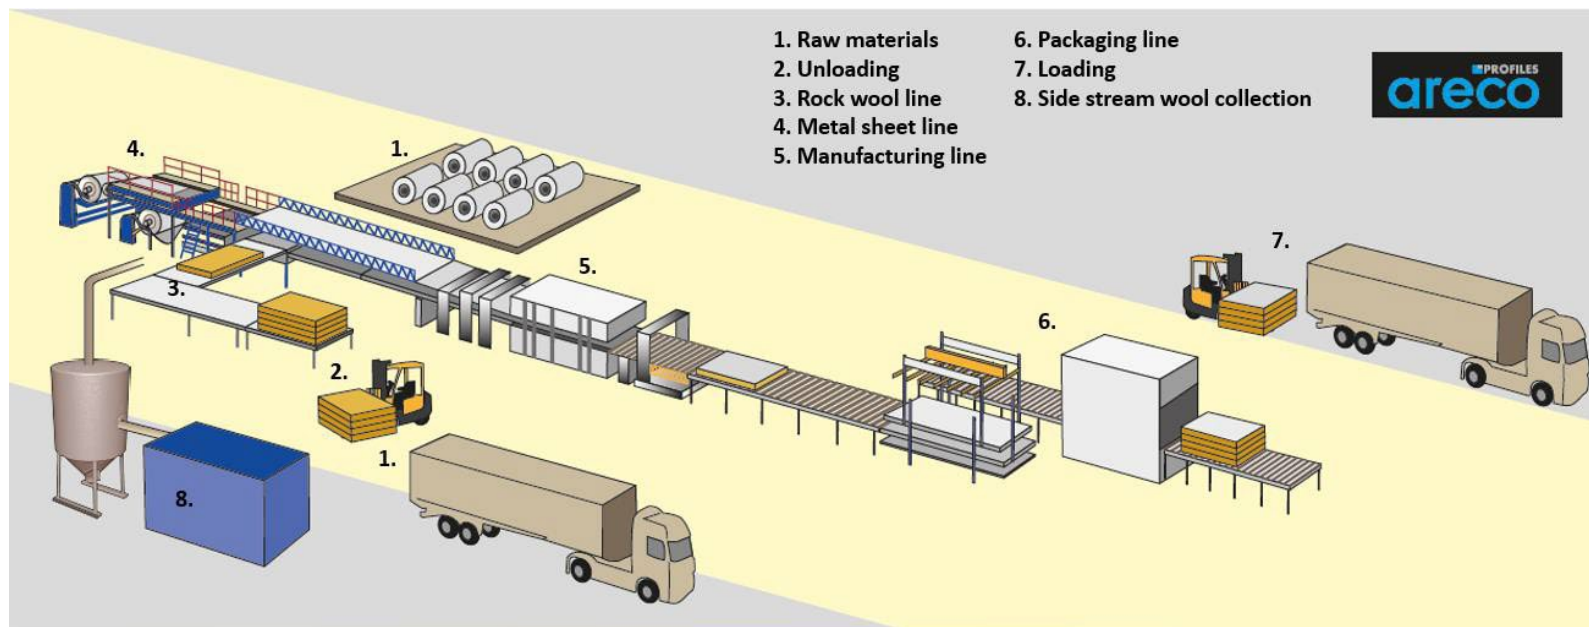 1. Raw materials
2. Unloading
3. Rock wool line
4. Metal sheet line
5. Manufacturing line
6. Packaging line
7. Loading
8. Side stream wool collection
PROFILES
areco
4.
1.
7.
5.
3.
6.
2.
1.
8.